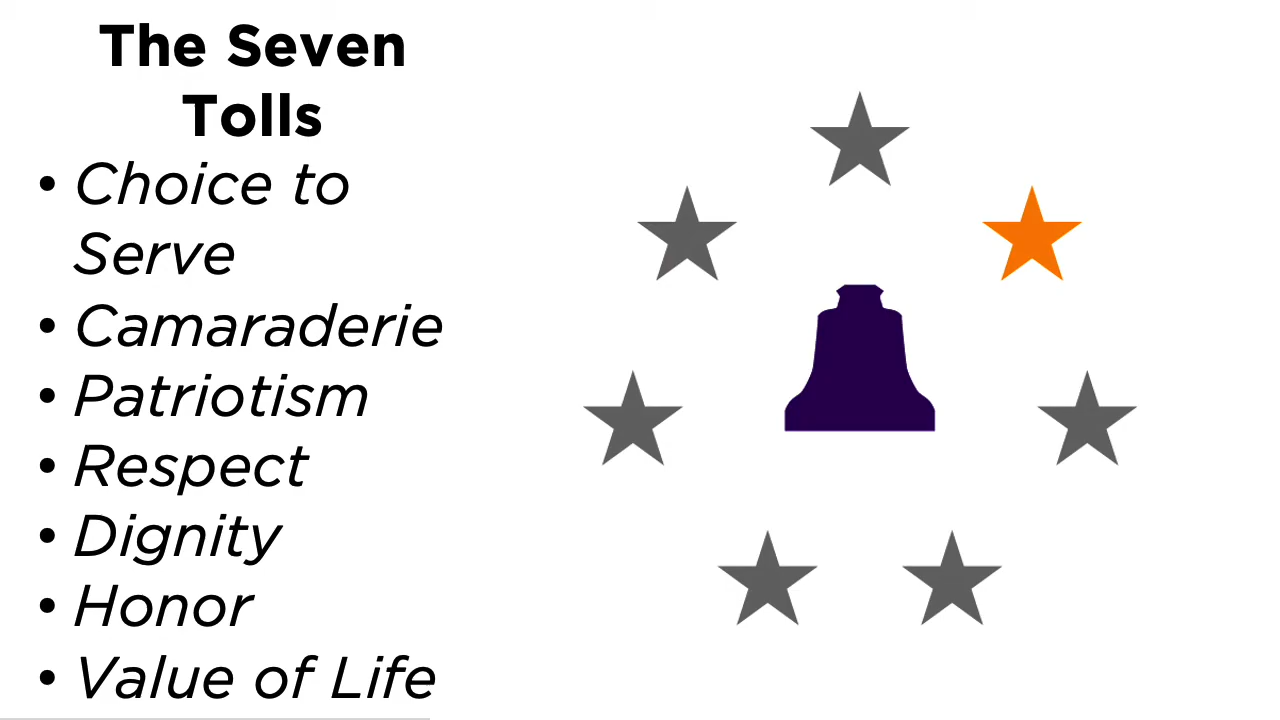 The Seven
Tolls
• Choice to
Serve
• Camaraderie
• Patriotism
• Respect
• Dignity
• Honor
• Value of Life